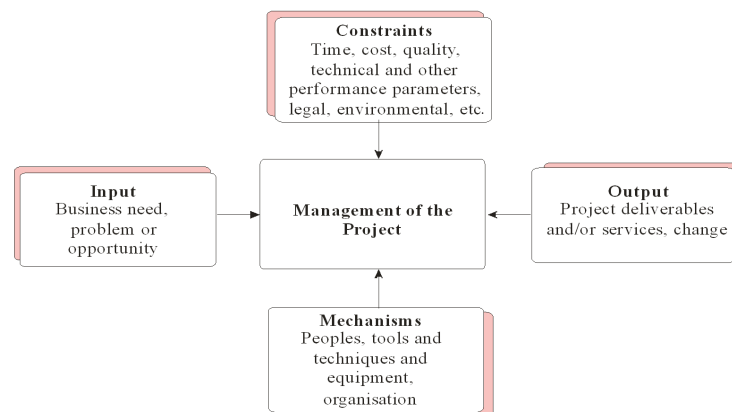 Constraints
Time, cost, quality,
technical and other
performance parameters,
legal, environmental, etc.
Input
Business need,
problem or
opportunity
Management of the
Project
Output
Project deliverables
and/or services, change
Mechanisms
Peoples, tools and
techniques and
equipment,
organisation